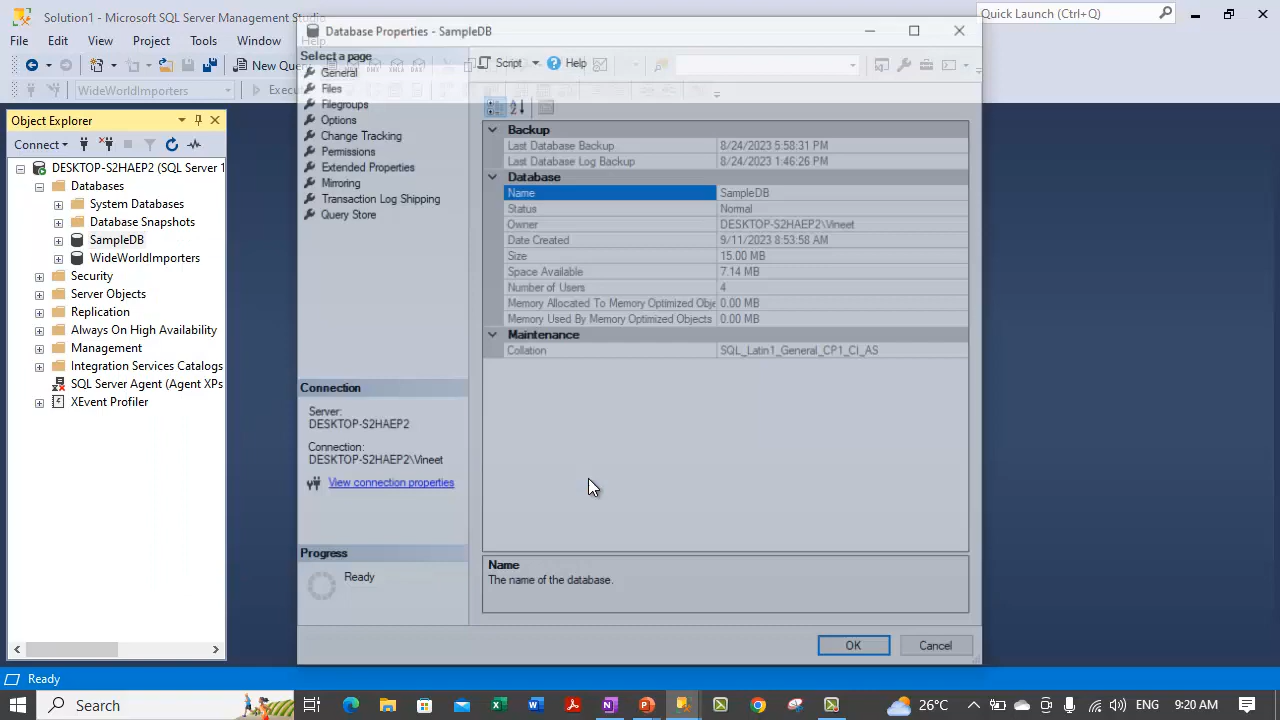 Solution1 - Microsoft SQL Server Management Studio
Quick Launch (Ctrl+Q)
File Edit View Project Tools Window Help
New Query
WideWorldImporters
Object Explorer
Connect
DESKTOP-S2HAEP2 (SQL Server 1
Databases
System Databases
Database Snapshots
SampleDB
WideWorldImporters
Security
Server Objects
Replication
Always On High Availability
Management
Integration Services Catalogs
SQL Server Agent (Agent XPs
XEvent Profiler
Database Properties - SampleDB
Select a page
General
Files
Filegroups
Options
Change Tracking
Permissions
Extended Properties
Mirroring
Transaction Log Shipping
Query Store
Connection
Server:
DESKTOP-S2HAEP2
Connection:
DESKTOP-S2HAEP2\Vineet
View connection properties
Progress
Ready
Script Help
Backup
Last Database Backup 8/24/2023 5:58:31 PM
Last Database Log Backup 8/24/2023 1:46:26 PM
Database
Name SampleDB
Status Normal
Owner DESKTOP-S2HAEP2\Vineet
Date Created 9/11/2023 8:53:58 AM
Size 15.00 MB
Space Available 7.14 MB
Number of Users 4
Memory Allocated To Memory Optimized Obje 0.00 MB
Memory Used By Memory Optimized Objects 0.00 MB
Maintenance
Collation SQL_Latin1_General_CP1_CI_AS
Name
The name of the database.
OK Cancel
Ready
Search
26°C
ENG 9:20 AM